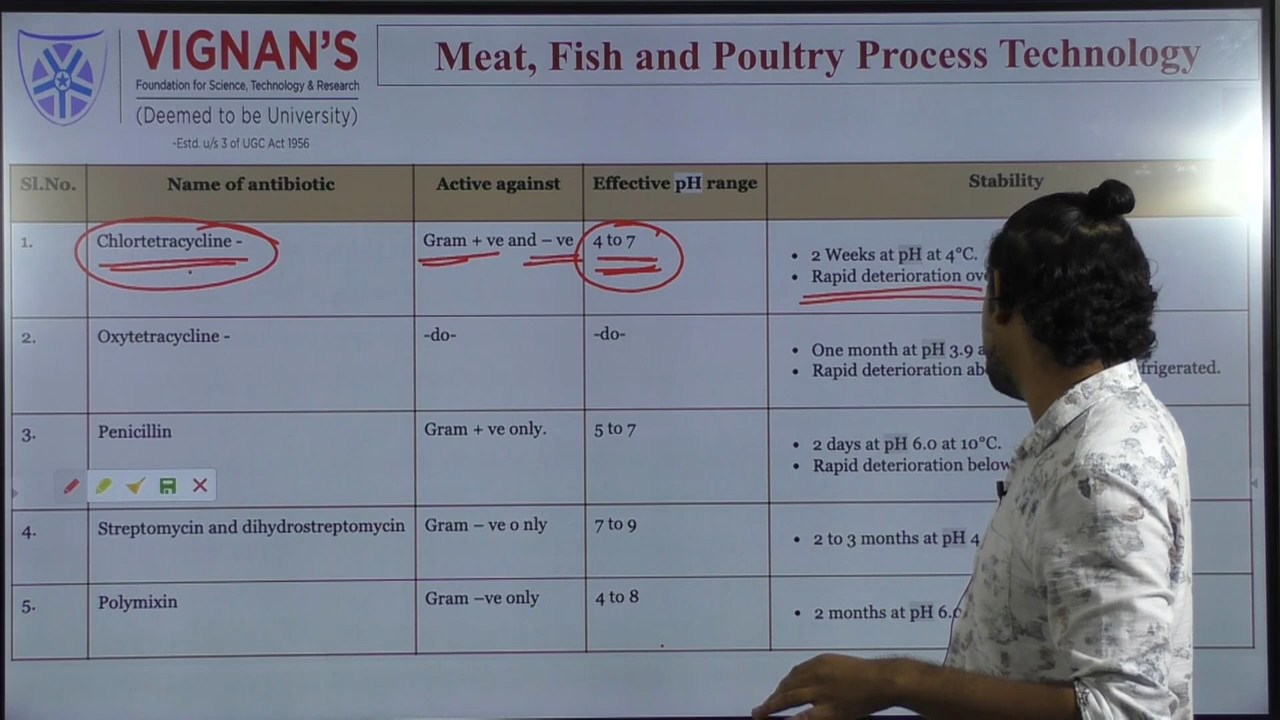 VIGNAN'S
Foundation for Science, Technology & Research
(Deemed to be University)
-Estd. u/s 3 of UGC Act 1956
Meat, Fish and Poultry Process Technology
Sl.No. Name of antibiotic Active against Effective pH range Stability
1. Chlortetracycline - Gram + ve and – ve 4 to 7
• 2 Weeks at pH at 4°C.
• Rapid deterioration
2. Oxytetracycline - -do- -do-
• One month at pH 3.9
• Rapid deterioration
3. Penicillin Gram + ve only. 5 to 7
• 2 days at pH 6.0 at 10°C.
• Rapid deterioration below
4. Streptomycin and dihydrostreptomycin Gram – ve o nly 7 to 9
• 2 to 3 months at pH 4
5. Polymixin Gram –ve only 4 to 8
• 2 months at pH